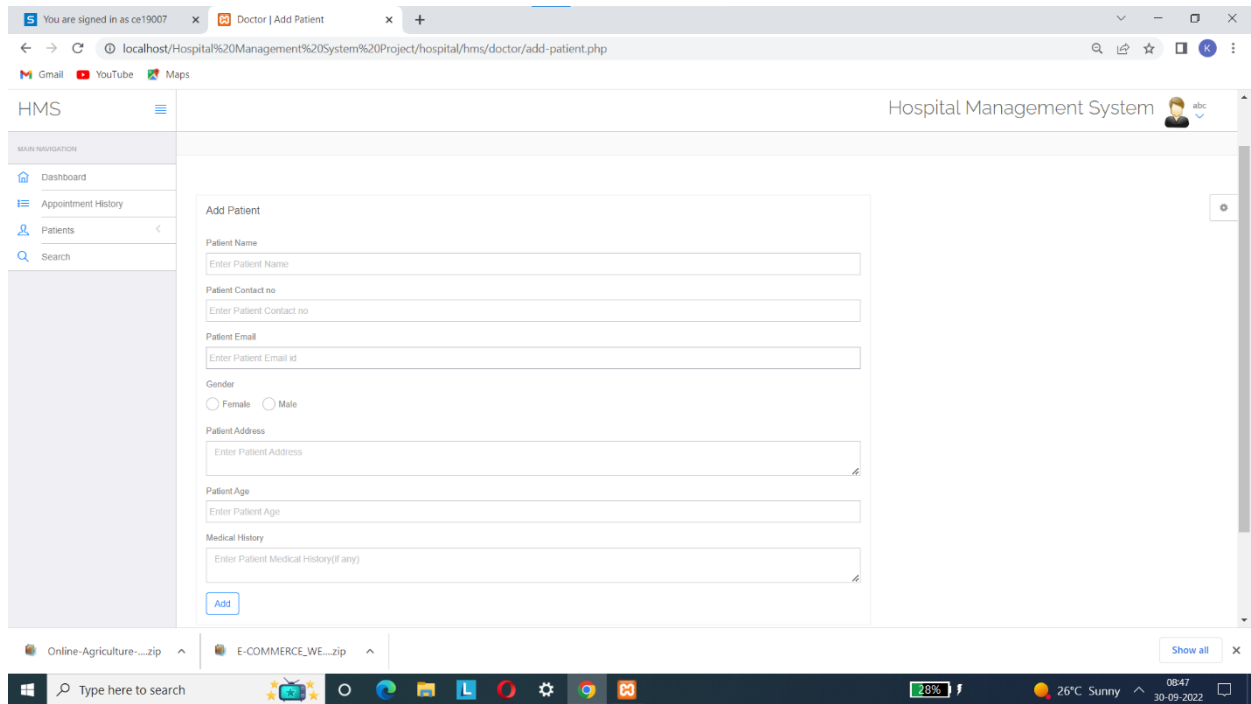 You are signed in as ce19007
Doctor | Add Patient
localhost/Hospital%20Management%20System%20Project/hospital/hms/doctor/add-patient.php
K
Gmail YouTube Maps
HMS
Hospital Management System
abc
MAIN NAVIGATION
Dashboard
Appointment History
Patients
Search
Add Patient
Patient Name
Enter Patient Name
Patient Contact no
Enter Patient Contact no
Patient Email
Enter Patient Email id
Gender
Female Male
Patient Address
Enter Patient Address
Patient Age
Enter Patient Age
Medical History
Enter Patient Medical History(if any)
Add
Online-Agriculture-....zip
E-COMMERCE_WE....zip
Show all
Type here to search
L
28%
26°C Sunny
08:47
30-09-2022